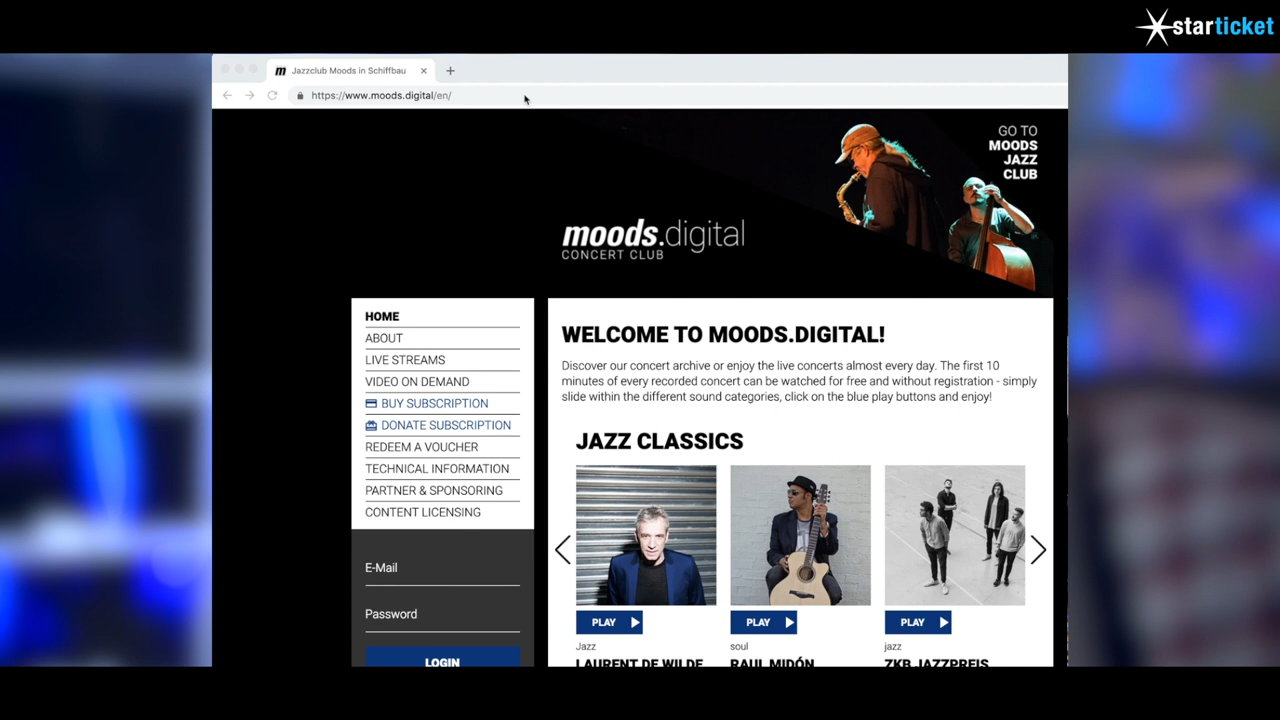 starticket
Jazzclub Moods in Schiffbau
https://www.moods.digital/en/
GO TO
MOODS
JAZZ
CLUB
moods.digital
CONCERT CLUB
HOME
ABOUT
LIVE STREAMS
VIDEO ON DEMAND
BUY SUBSCRIPTION
DONATE SUBSCRIPTION
REDEEM A VOUCHER
TECHNICAL INFORMATION
PARTNER & SPONSORING
CONTENT LICENSING
E-Mail
Password
LOGIN
WELCOME TO MOODS.DIGITAL!
Discover our concert archive or enjoy the live concerts almost every day. The first 10
minutes of every recorded concert can be watched for free and without registration - simply
slide within the different sound categories, click on the blue play buttons and enjoy!
JAZZ CLASSICS
PLAY
PLAY
PLAY
Jazz
soul
jazz
LAURENT DE WILDE
RAUL MIDÓN
ZKB JAZZPREIS